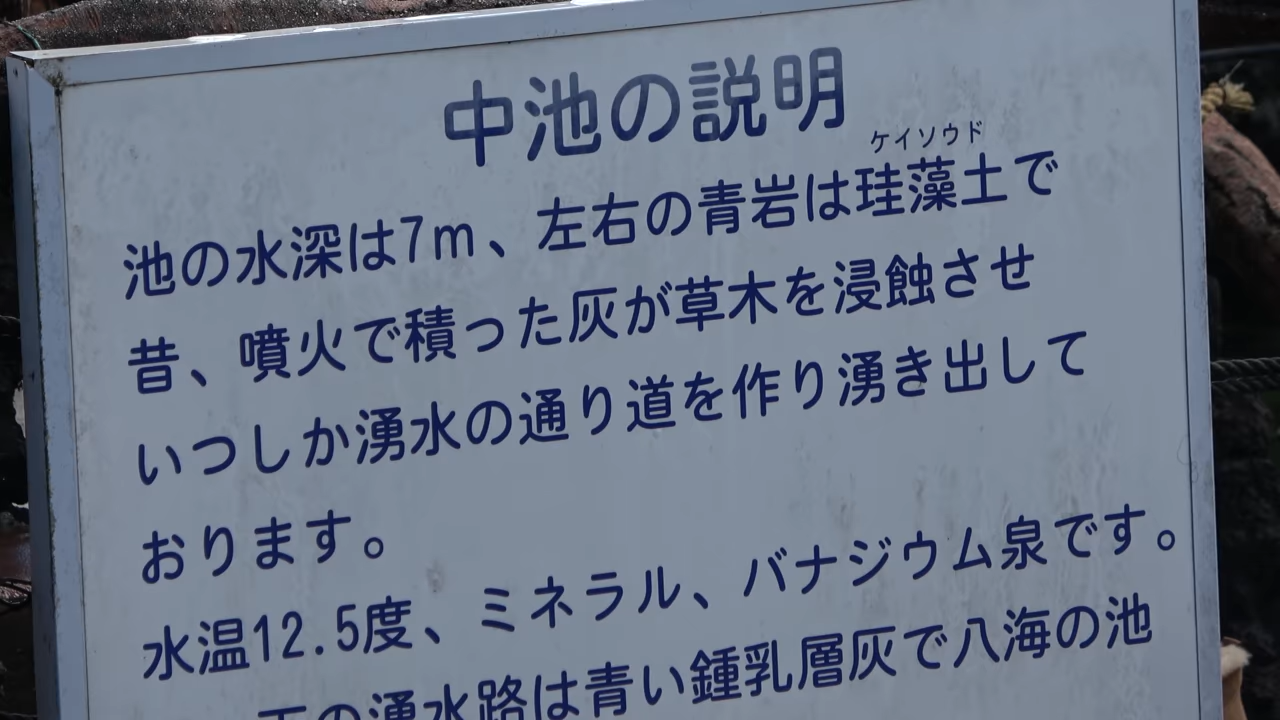 中池の説明
ケイソウド
池の水深は7m、左右の青岩は珪藻土で
昔、噴火で積った灰が草木を浸蝕させ
いつしか湧水の通り道を作り湧き出して
おります。
水温12.5度、ミネラル、バナジウム泉です。
下の湧水路は青い鍾乳層灰で八海の池